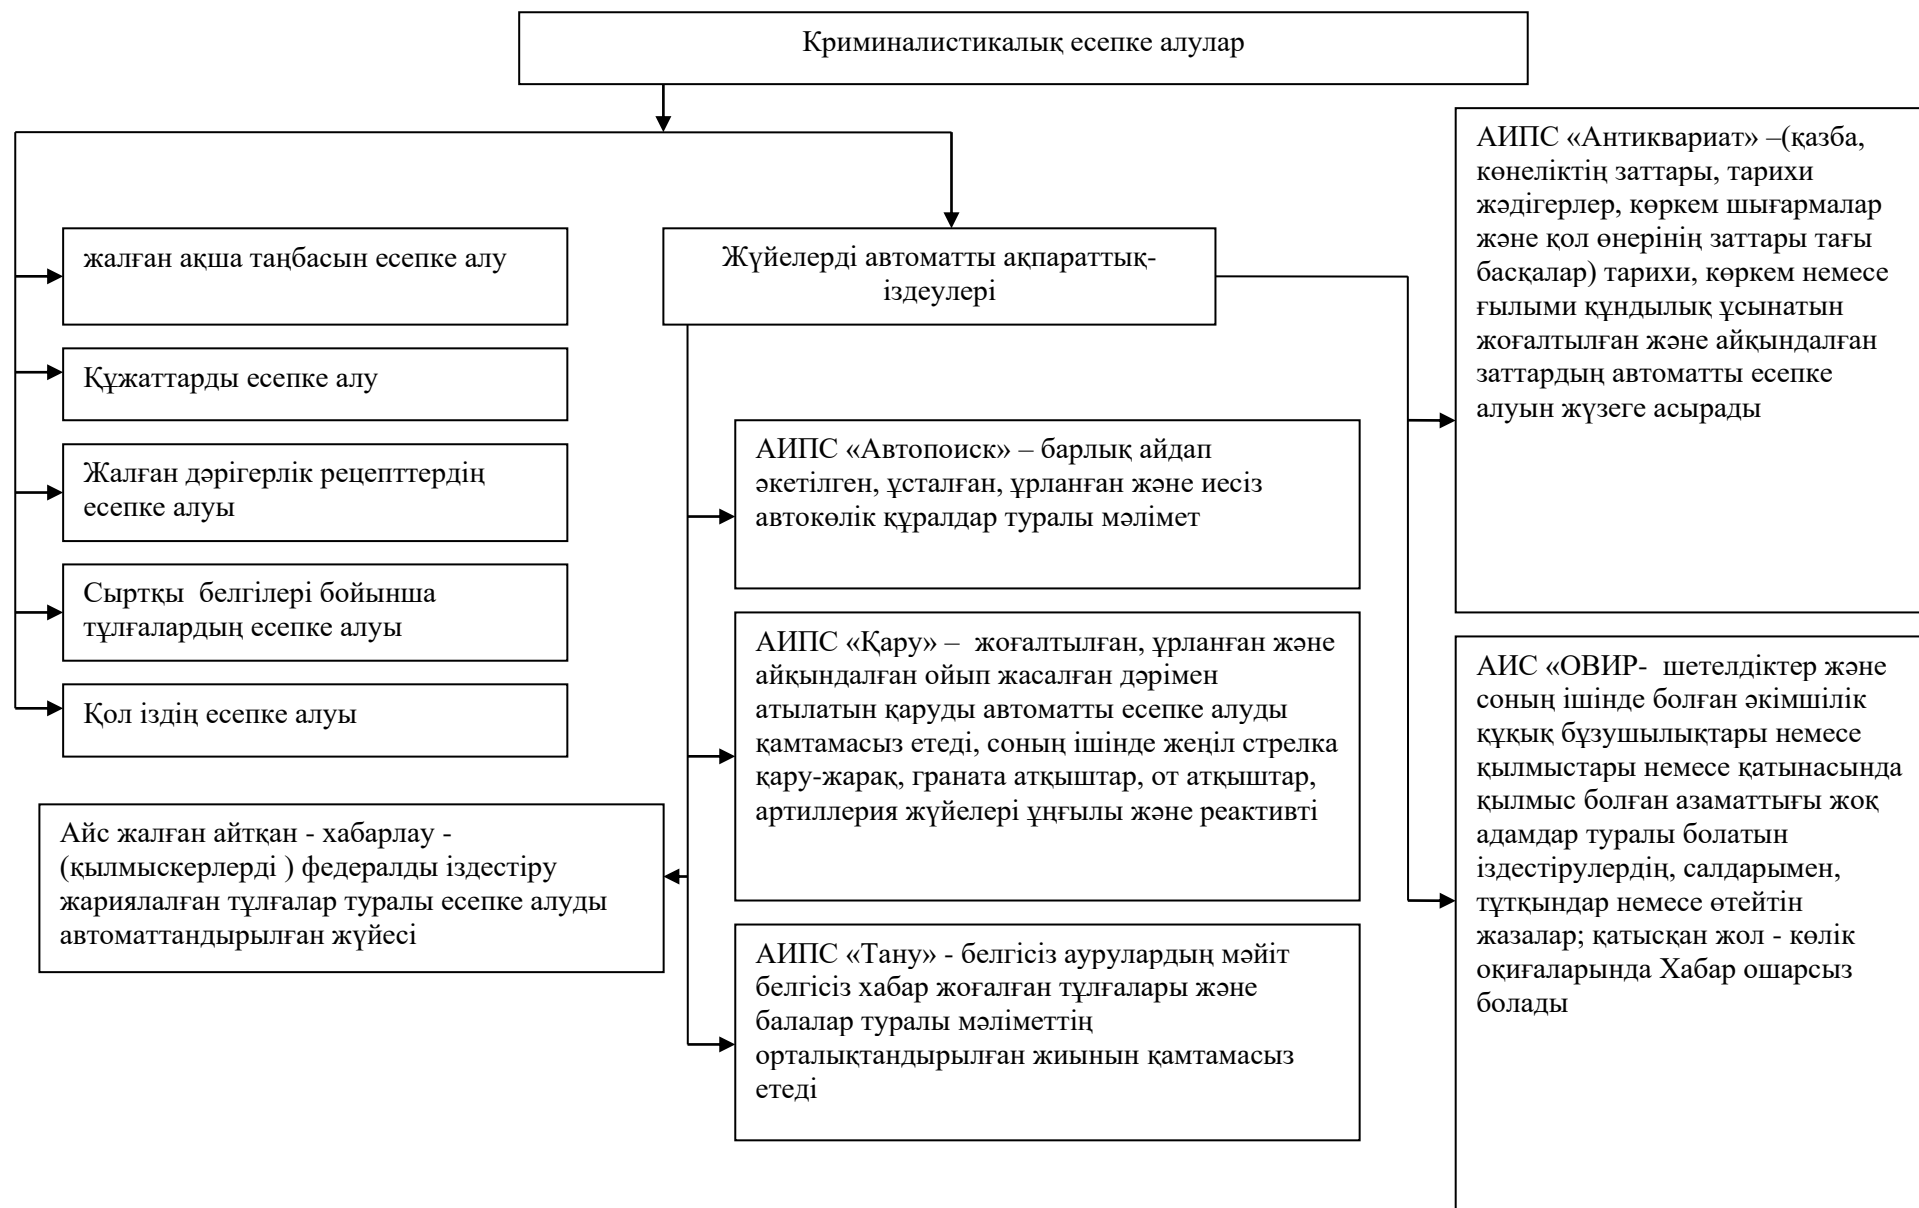 Криминалистикалық есепке алулар
жалған ақша таңбасын есепке алу
Құжаттарды есепке алу
Жалған дәрігерлік рецепттердің
есепке алуы
Сыртқы белгілері бойынша
тұлғалардың есепке алуы
Қол іздің есепке алуы
Айс жалған айтқан - хабарлау -
(қылмыскерлерді ) федералды іздестіру
жариялалған тұлғалар туралы есепке алуды
автоматтандырылған жүйесі
Жүйелерді автоматты ақпараттық-
іздеулері
АИПС «Автопоиск» – барлық айдап
әкетілген, ұсталған, ұрланған және иесіз
автокөлік құралдар туралы мәлімет
АИПС «Қару» – жоғалтылған, ұрланған және
айқындалған ойып жасалған дәрімен
атылатын қаруды автоматты есепке алуды
қамтамасыз етеді, соның ішінде жеңіл стрелка
қару-жарақ, граната атқыштар, от атқыштар,
артиллерия жүйелері ұңғылы және реактивті
АИПС «Тану» - белгісіз аурулардың мәйіт
белгісіз хабар жоғалған тұлғалары және
балалар туралы мәліметтің
орталықтандырылған жиынын қамтамасыз
етеді
АИПС «Антиквариат» –(қазба,
көнеліктің заттары, тарихи
жәдігерлер, көркем шығармалар
және қол өнерінің заттары тағы
басқалар) тарихи, көркем немесе
ғылыми құндылық ұсынатын
жоғалтылған және айқындалған
заттардың автоматты есепке
алуын жүзеге асырады
АИС «ОВИР- шетелдіктер және
соның ішінде болған әкімшілік
құқық бұзушылықтары немесе
қылмыстары немесе қатынасында
қылмыс болған азаматтығы жоқ
адамдар туралы болатын
іздестірулердің, салдарымен,
тұтқындар немесе өтейтін
жазалар; қатысқан жол - көлік
оқиғаларында Хабар ошарсыз
болады